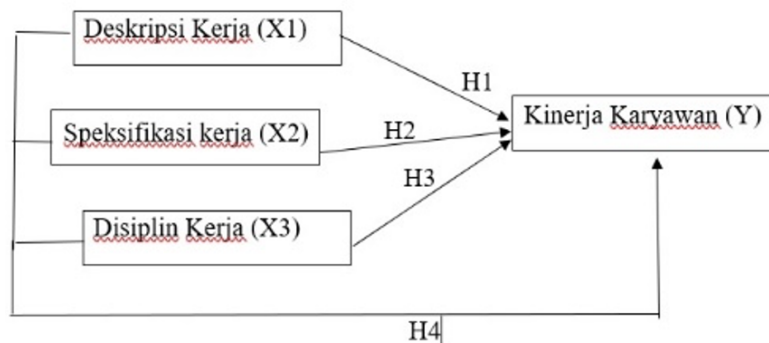 Deskripsi Kerja (X1)
H1
Kinerja Karyawan (Y)
Speksifikasi kerja (X2)
H2
H3
Disiplin Kerja (X3)
H4